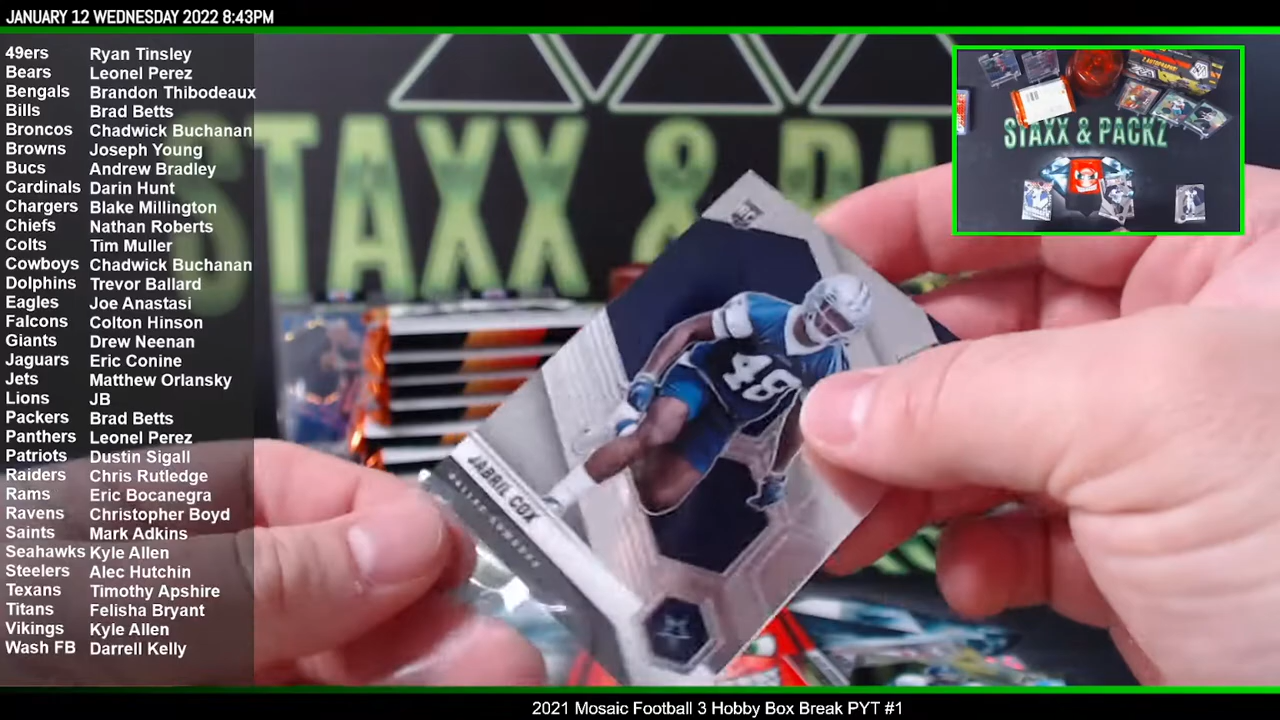 JANUARY 12 WEDNESDAY 2022 8:43PM
49ers Ryan Tinsley
Bears Leonel Perez
Bengals Brandon Thibodeaux
Bills Brad Betts
Broncos Chadwick Buchanan
Browns Joseph Young
Bucs Andrew Bradley
Cardinals Darin Hunt
Chargers Blake Millington
Chiefs Nathan Roberts
Colts Tim Muller
Cowboys Chadwick Buchanan
Dolphins Trevor Ballard
Eagles Joe Anastasi
Falcons Colton Hinson
Giants Drew Neenan
Jaguars Eric Conine
Jets Matthew Orlansky
Lions JB
Packers Brad Betts
Panthers Leonel Perez
Patriots Dustin Sigall
Raiders Chris Rutledge
Rams Eric Bocanegra
Ravens Christopher Boyd
Saints Mark Adkins
Seahawks Kyle Allen
Steelers Alec Hutchin
Texans Timothy Apshire
Titans Felisha Bryant
Vikings Kyle Allen
Wash FB Darrell Kelly
STAXX & PACKZ
STAXX & PA
48
JABRIL COX
DALLAS COWBOYS
2021 Mosaic Football 3 Hobby Box Break PYT #1